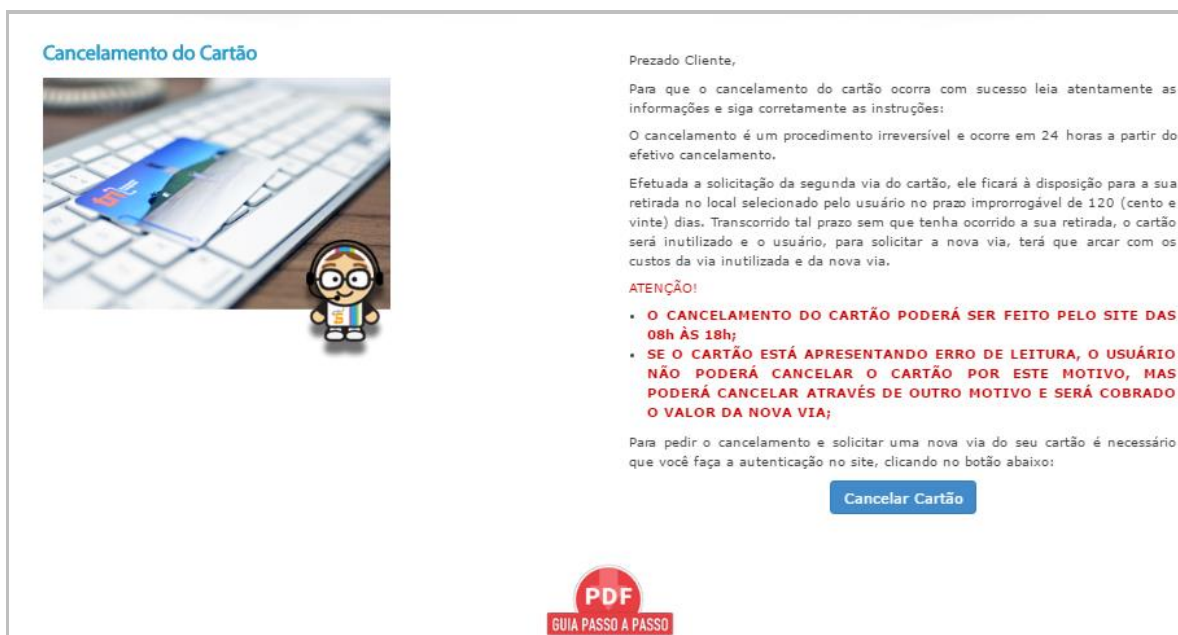 Cancelamento do Cartão
tri
tri
Prezado Cliente,
Para que o cancelamento do cartão ocorra com sucesso leia atentamente as
informações e siga corretamente as instruções:
O cancelamento é um procedimento irreversível e ocorre em 24 horas a partir do
efetivo cancelamento.
Efetuada a solicitação da segunda via do cartão, ele ficará à disposição para a sua
retirada no local selecionado pelo usuário no prazo improrrogável de 120 (cento e
vinte) dias. Transcorrido tal prazo sem que tenha ocorrido a sua retirada, o cartão
será inutilizado e o usuário, para solicitar a nova via, terá que arcar com os
custos da via inutilizada e da nova via.
ATENÇÃO!
• O CANCELAMENTO DO CARTÃO PODERÁ SER FEITO PELO SITE DAS
08h ÀS 18h;
• SE O CARTÃO ESTÁ APRESENTANDO ERRO DE LEITURA, O USUÁRIO
NÃO PODERÁ CANCELAR O CARTÃO POR ESTE MOTIVO, MAS
PODERÁ CANCELAR ATRAVÉS DE OUTRO MOTIVO E SERÁ COBRADO
O VALOR DA NOVA VIA;
Para pedir o cancelamento e solicitar uma nova via do seu cartão é necessário
que você faça a autenticação no site, clicando no botão abaixo:
Cancelar Cartão
PDF
GUIA PASSO A PASSO